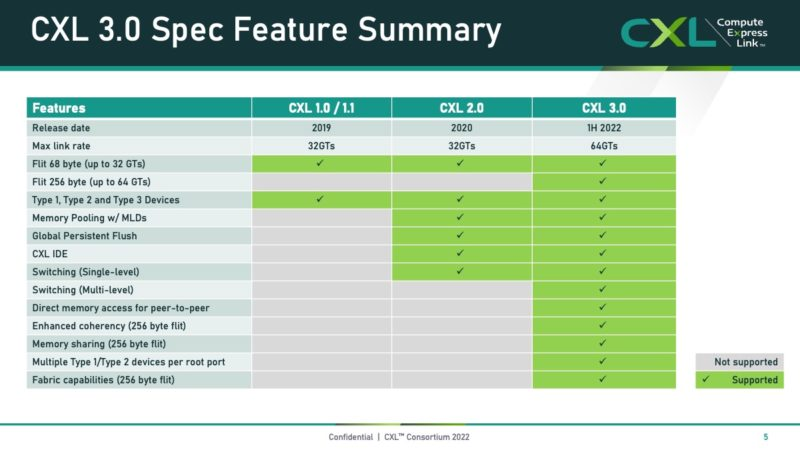 CXL 3.0 Spec Feature Summary
CXL Compute Express Link™
Features CXL 1.0 / 1.1 CXL 2.0 CXL 3.0
Release date 2019 2020 1H 2022
Max link rate 32GTs 32GTs 64GTs
Flit 68 byte (up to 32 GTs) ✓ ✓ ✓
Flit 256 byte (up to 64 GTs) ✓
Type 1, Type 2 and Type 3 Devices ✓ ✓ ✓
Memory Pooling w/ MLDs ✓ ✓
Global Persistent Flush ✓ ✓
CXL IDE ✓ ✓
Switching (Single-level) ✓ ✓
Switching (Multi-level) ✓
Direct memory access for peer-to-peer ✓
Enhanced coherency (256 byte flit) ✓
Memory sharing (256 byte flit) ✓
Multiple Type 1/Type 2 devices per root port ✓
Fabric capabilities (256 byte flit) ✓
Not supported
✓ Supported
Confidential | CXL™ Consortium 2022
5